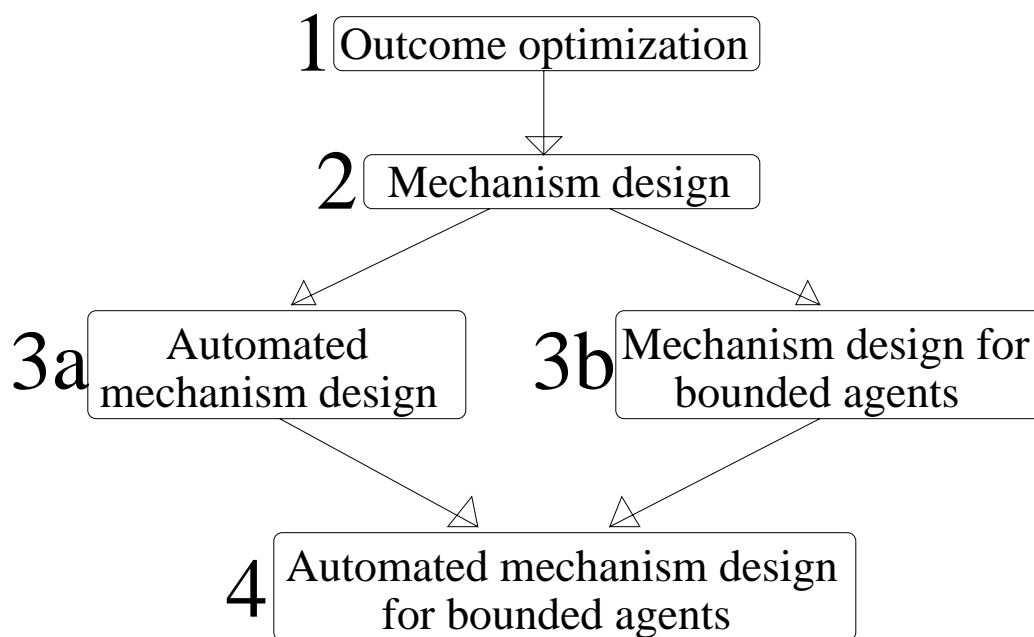 1 Outcome optimization
2 Mechanism design
3a Automated
mechanism design
3b Mechanism design for
bounded agents
4 Automated mechanism design
for bounded agents